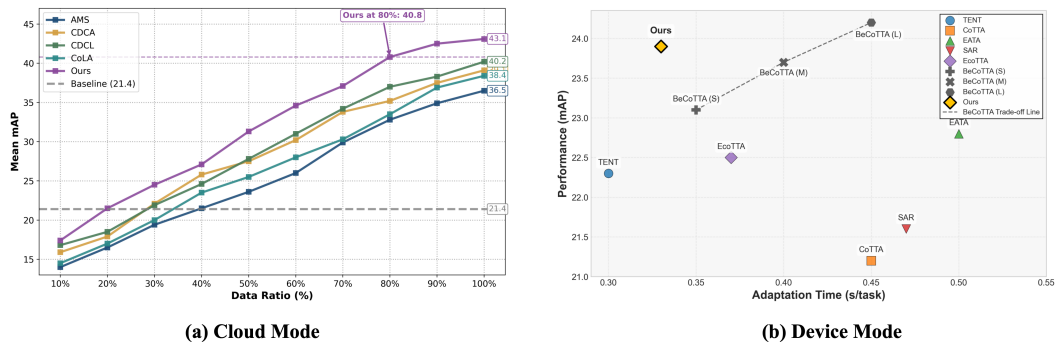 Ours at 80%: 40.8
AMS
CDCA
CDCL
CoLA
Ours
Baseline (21.4)
43.1
40.2
38.4
36.5
21.4
45
40
35
30
25
20
15
Mean mAP
10%
20%
30%
40%
50%
60%
70%
80%
90%
100%
Data Ratio (%)
(a) Cloud Mode
TENT
CoTTA
EATA
SAR
EcoTTA
BeCoTTA (S)
BeCoTTA (M)
BeCoTTA (L)
Ours
BeCoTTA Trade-off Line
Ours
BeCoTTA (L)
BeCoTTA (M)
BeCoTTA (S)
EATA
EcoTTA
TENT
SAR
CoTTA
24.0
23.5
23.0
22.5
22.0
21.5
21.0
Performance (mAP)
0.30
0.35
0.40
0.45
0.50
0.55
Adaptation Time (s/task)
(b) Device Mode